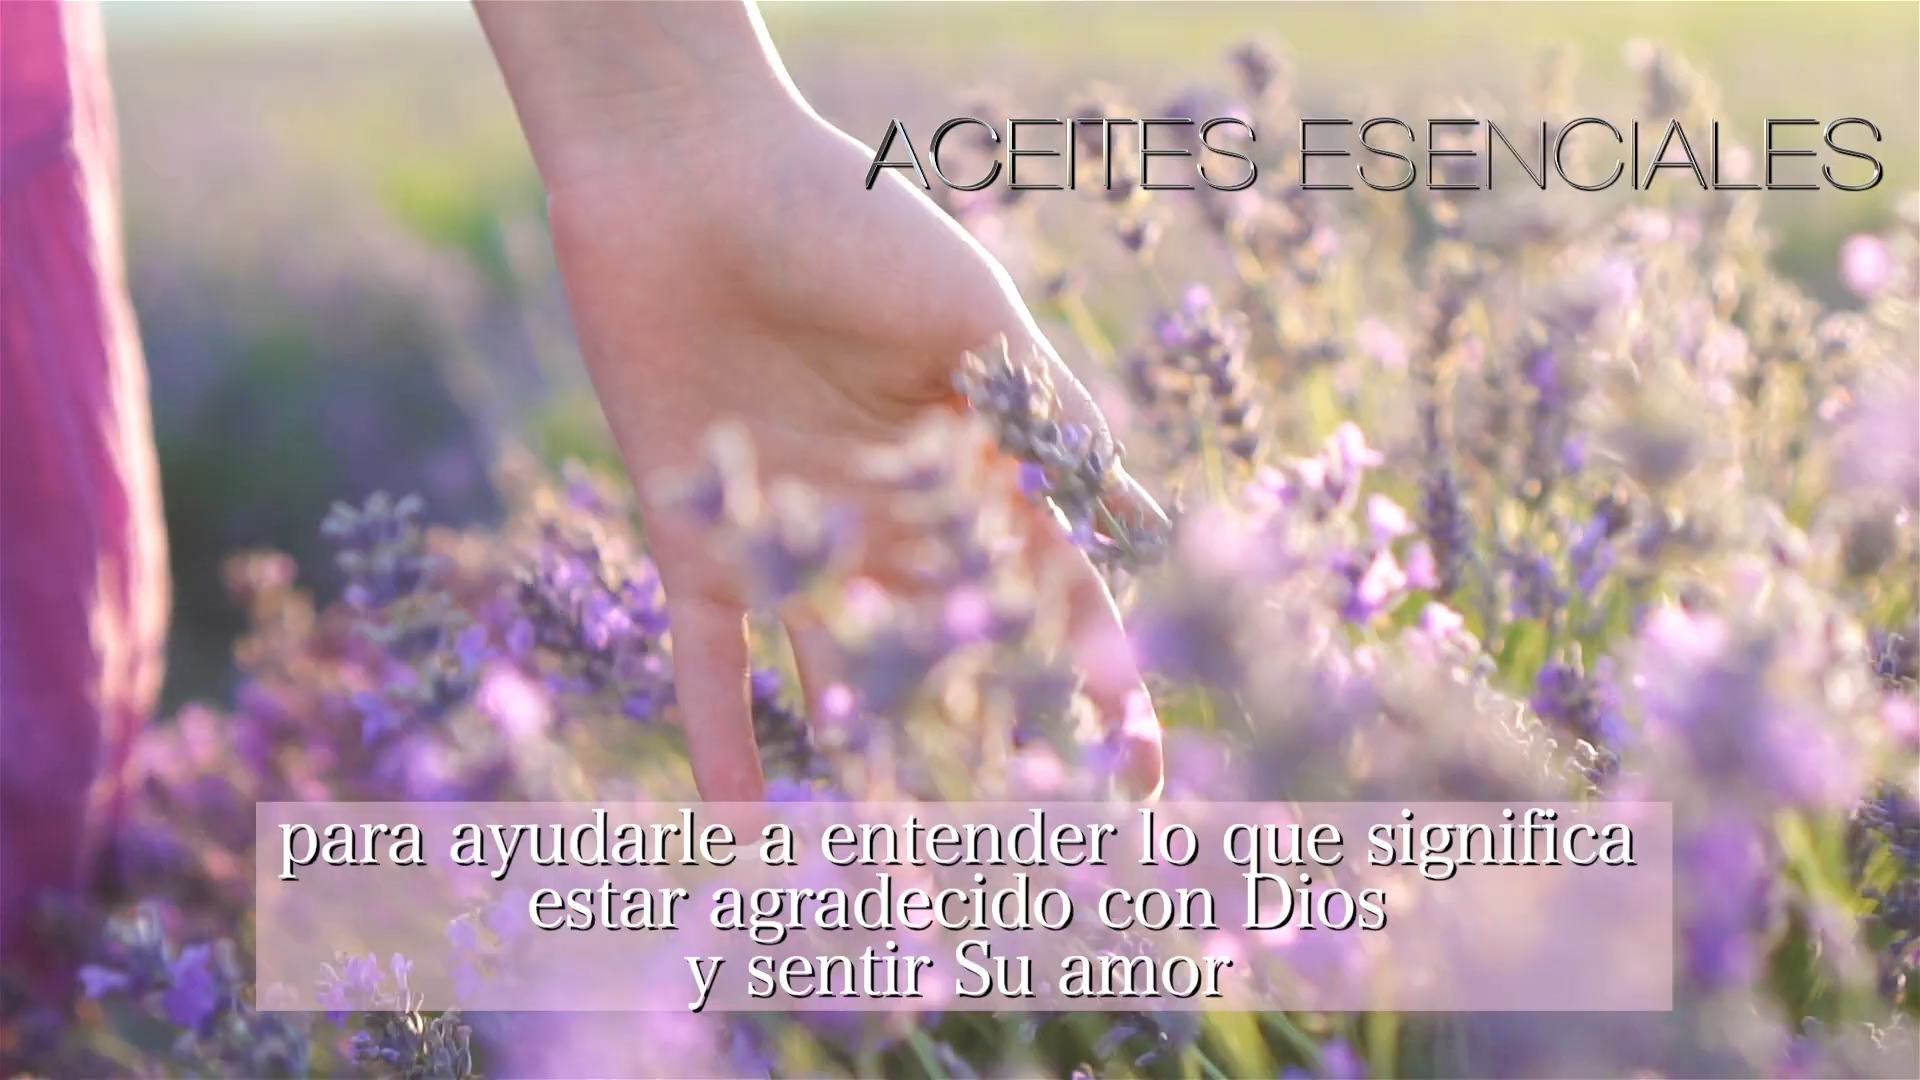 ACEITES ESENCIALES
para ayudarle a entender lo que significa
estar agradecido con Dios
y sentir Su amor